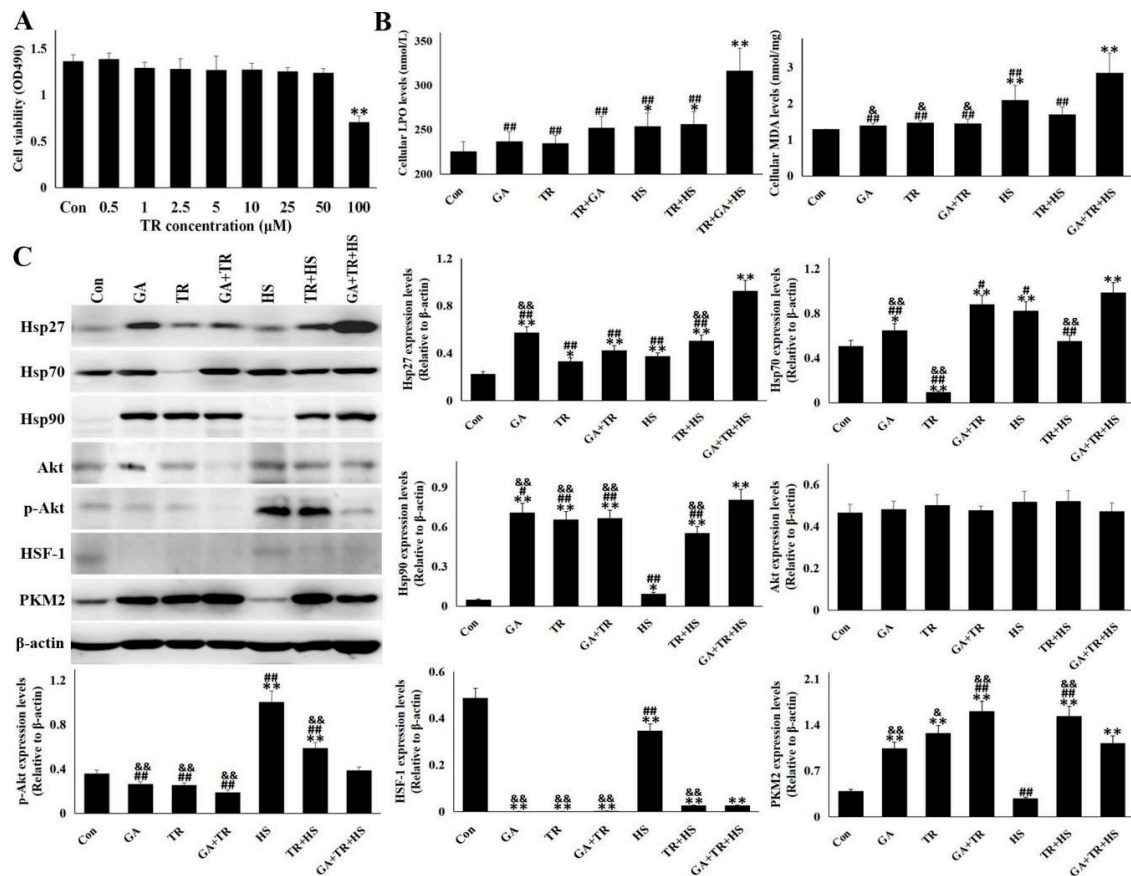 A
Cell viability (OD490)
1.5
1
0.5
0
**
Con 0.5 1 2.5 5 10 25 50 100
TR concentration (μM)
B
Cellular LPO levels (nmol/L)
350
300
250
200
## ## ## ## * ## * **
Con GA TR TR+GA HS TR+HS TR+GA+HS
Cellular MDA levels (nmol/mg)
3
2
1
0
& ## & ## & ## ## ** ## **
Con GA TR GA+TR HS TR+HS GA+TR+HS
C
Con GA TR GA+TR HS TR+HS GA+TR+HS
Hsp27
Hsp70
Hsp90
Akt
p-Akt
HSF-1
PKM2
β-actin
Hsp27 expression levels
(Relative to β-actin)
1.2
0.8
0.4
0
&& ## ** ## * ## ** ## ** && ## ** **
Con GA TR GA+TR HS TR+HS GA+TR+HS
Hsp70 expression levels
(Relative to β-actin)
1.2
0.8
0.4
0
&& ## * && ## ** # ** # ** && ## **
Con GA TR GA+TR HS TR+HS GA+TR+HS
Hsp90 expression levels
(Relative to β-actin)
0.9
0.6
0.3
0
&& # ** && ## ** && ## ** ## * && ## ** **
Con GA TR GA+TR HS TR+HS GA+TR+HS
Akt expression levels
(Relative to β-actin)
0.6
0.4
0.2
0
Con GA TR GA+TR HS TR+HS GA+TR+HS
p-Akt expression levels
(Relative to β-actin)
1.2
0.8
0.4
0
&& ## && ## && ## ## ** && ## **
Con GA TR GA+TR HS TR+HS GA+TR+HS
HSF-1 expression levels
(Relative to β-actin)
0.6
0.4
0.2
0
&& ** && ** && ** ## ** && ** **
Con GA TR GA+TR HS TR+HS GA+TR+HS
PKM2 expression levels
(Relative to β-actin)
2.1
1.4
0.7
0
&& ** & ** && ## ** ## && ## ** **
Con GA TR GA+TR HS TR+HS GA+TR+HS